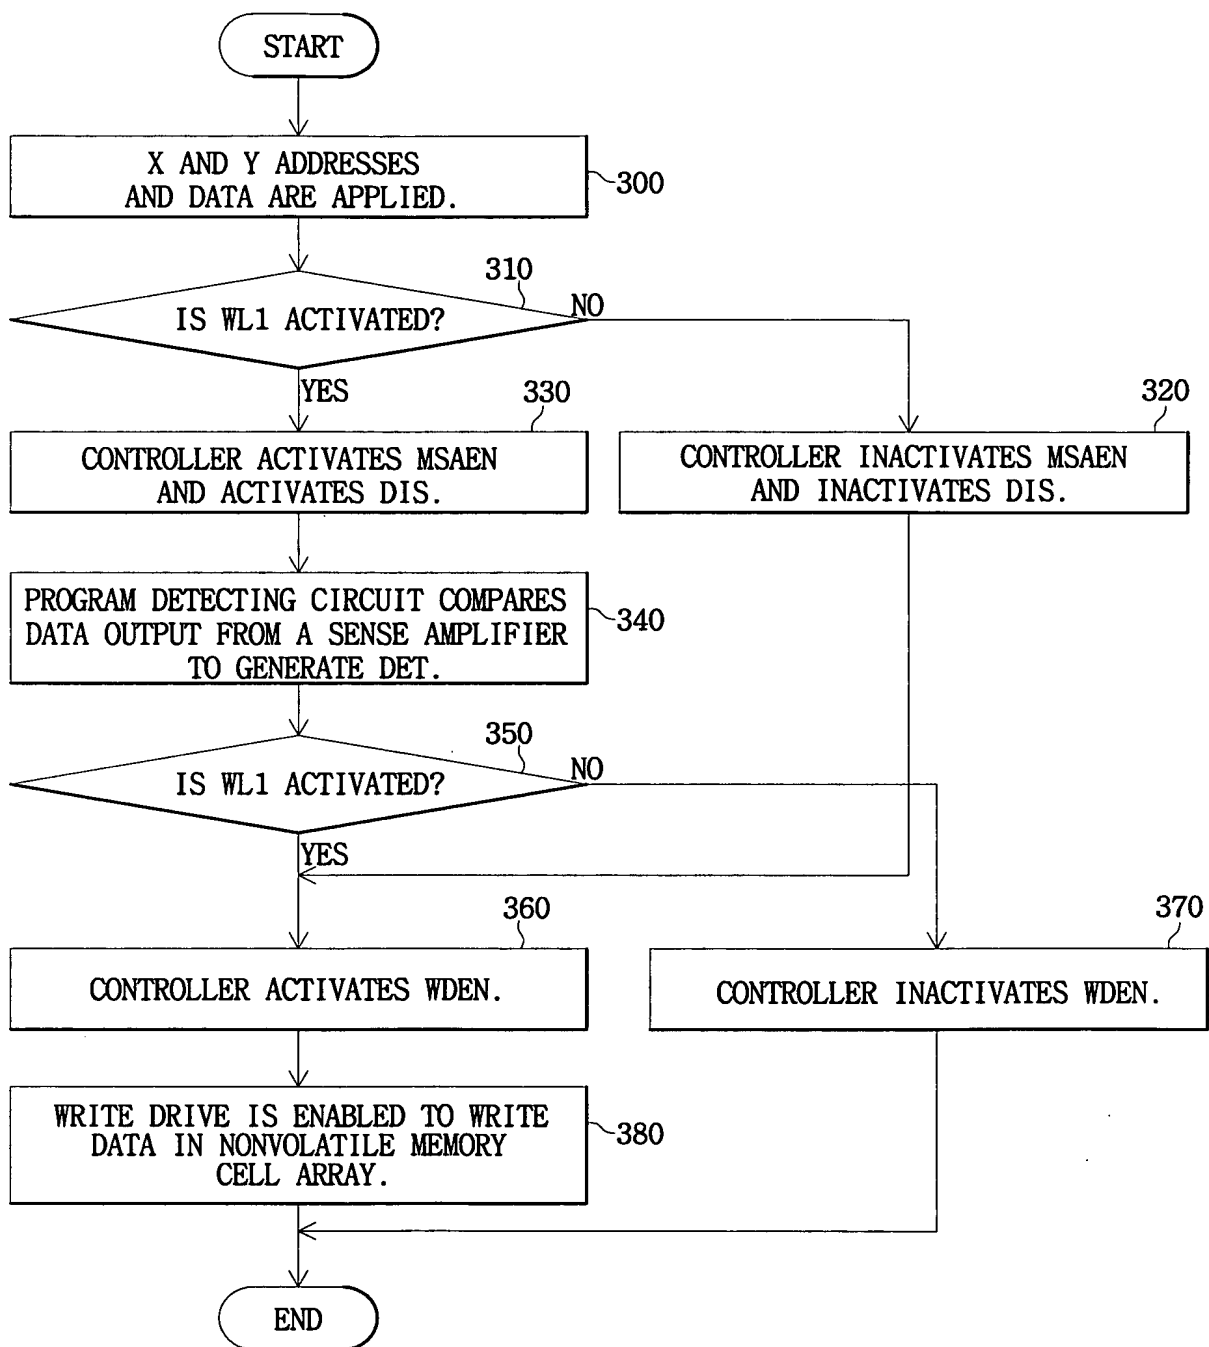 START
X AND Y ADDRESSES
AND DATA ARE APPLIED.
300
310
IS WL1 ACTIVATED?
NO
YES
330
320
CONTROLLER ACTIVATES MSAEN
AND ACTIVATES DIS.
CONTROLLER INACTIVATES MSAEN
AND INACTIVATES DIS.
PROGRAM DETECTING CIRCUIT COMPARES
DATA OUTPUT FROM A SENSE AMPLIFIER
TO GENERATE DET.
340
350
IS WL1 ACTIVATED?
NO
YES
360
370
CONTROLLER ACTIVATES WDEN.
CONTROLLER INACTIVATES WDEN.
WRITE DRIVE IS ENABLED TO WRITE
DATA IN NONVOLATILE MEMORY
CELL ARRAY.
380
END